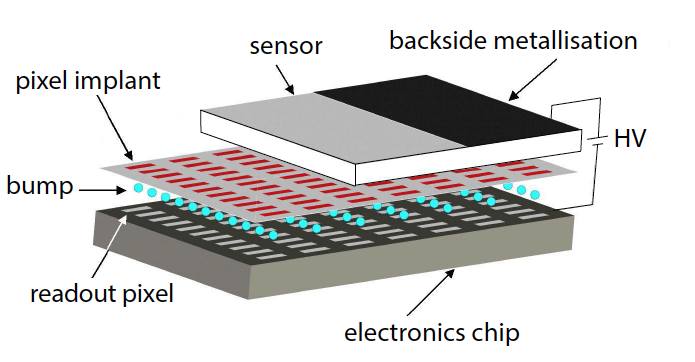 sensor
backside metallisation
pixel implant
HV
bump
readout pixel
electronics chip